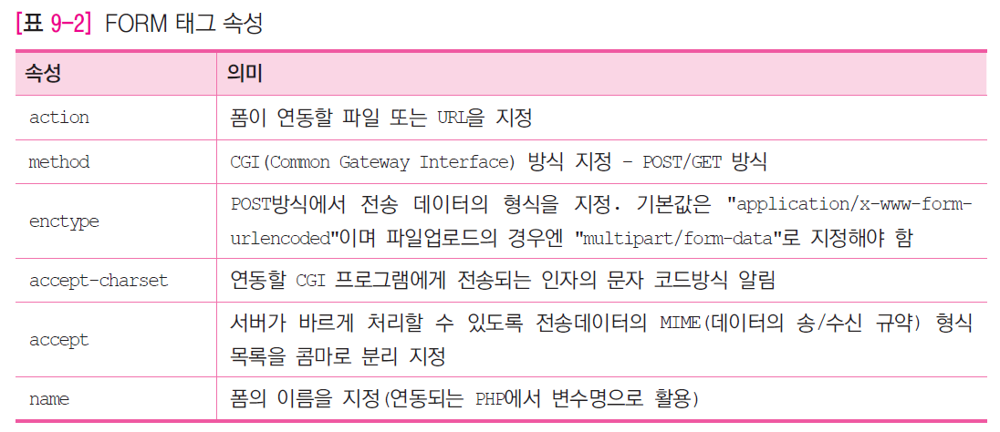 [표 9-2] FORM 태그 속성
속성 의미
action 폼이 연동할 파일 또는 URL을 지정
method CGI(Common Gateway Interface) 방식 지정 - POST/GET 방식
enctype POST방식에서 전송 데이터의 형식을 지정. 기본값은 "application/x-www-form-
urlencoded"이며 파일업로드의 경우엔 "multipart/form-data"로 지정해야 함
accept-charset 연동할 CGI 프로그램에게 전송되는 인자의 문자 코드방식 알림
accept 서버가 바르게 처리할 수 있도록 전송데이터의 MIME(데이터의 송/수신 규약) 형식
목록을 콤마로 분리 지정
name 폼의 이름을 지정(연동되는 PHP에서 변수명으로 활용)